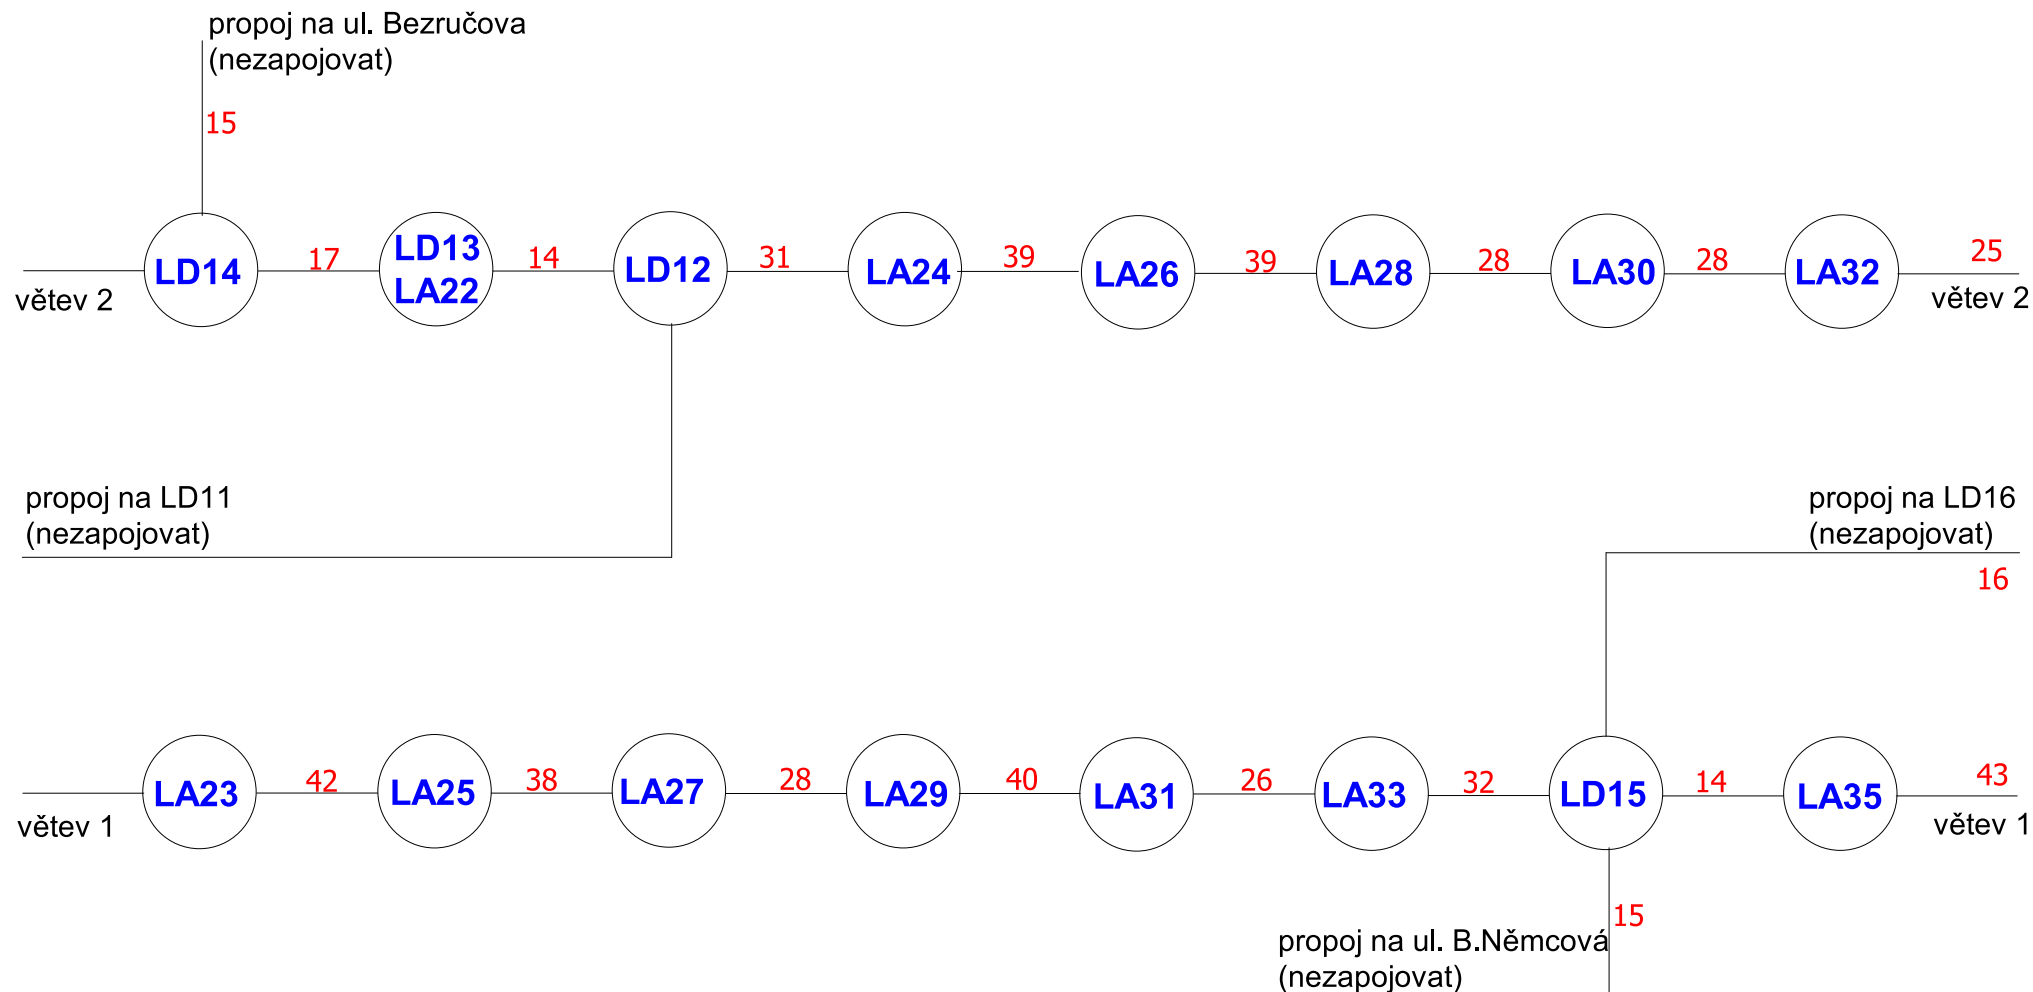 propoj na ul. Bezručova
(nezapojovat)
15
LD14
17
LD13
LA22
14
LD12
31
LA24
39
LA26
39
LA28
28
LA30
28
LA32
25
větev 2
větev 2
propoj na LD11
(nezapojovat)
propoj na LD16
(nezapojovat)
16
LA23
42
LA25
38
LA27
28
LA29
40
LA31
26
LA33
32
LD15
14
LA35
43
větev 1
větev 1
15
propoj na ul. B.Němcová
(nezapojovat)